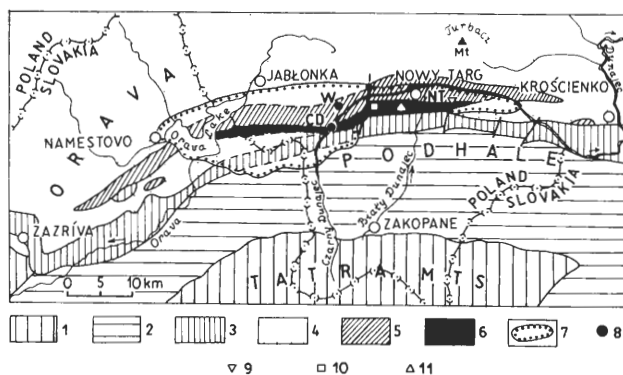 POLAND
SLOVAKIA
Turbacz
Mt
Dunajec
JABŁONKA
NOWY TARG
KROŚCIENKO
W
NT
CD
NAMESTOVO
Orava Lake
ORAVA
PODHALE
POLAND
SLOVAKIA
Czarny Dunajec
Biały Dunajec
ZAZRÍVA
Orava
ZAKOPANE
0 5 10 km
TATRA MTS
1 2 3 4 5 6 7 8
9 10 11